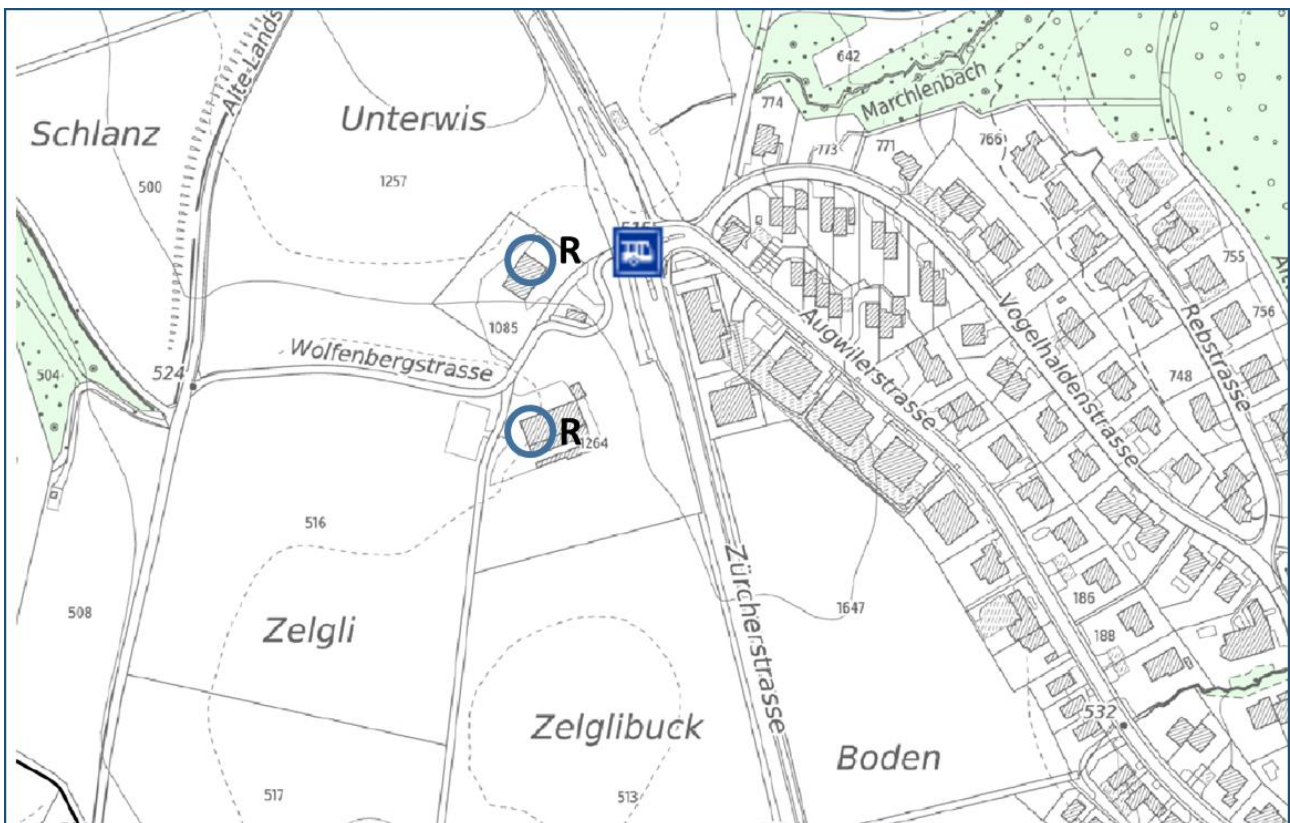 642
Alte Lands
774
Marchlenbach
Unterwis
Schlanz
773
771
766
500
1257
R
755
1085
Augwilerstrasse
Vogelhaldenstrasse
Rebstrasse
756
Wolfenbergstrasse
504
524
748
R
1264
516
Zürcherstrasse
508
1647
186
Zelgli
188
532
Zelglibuck
Boden
517
513